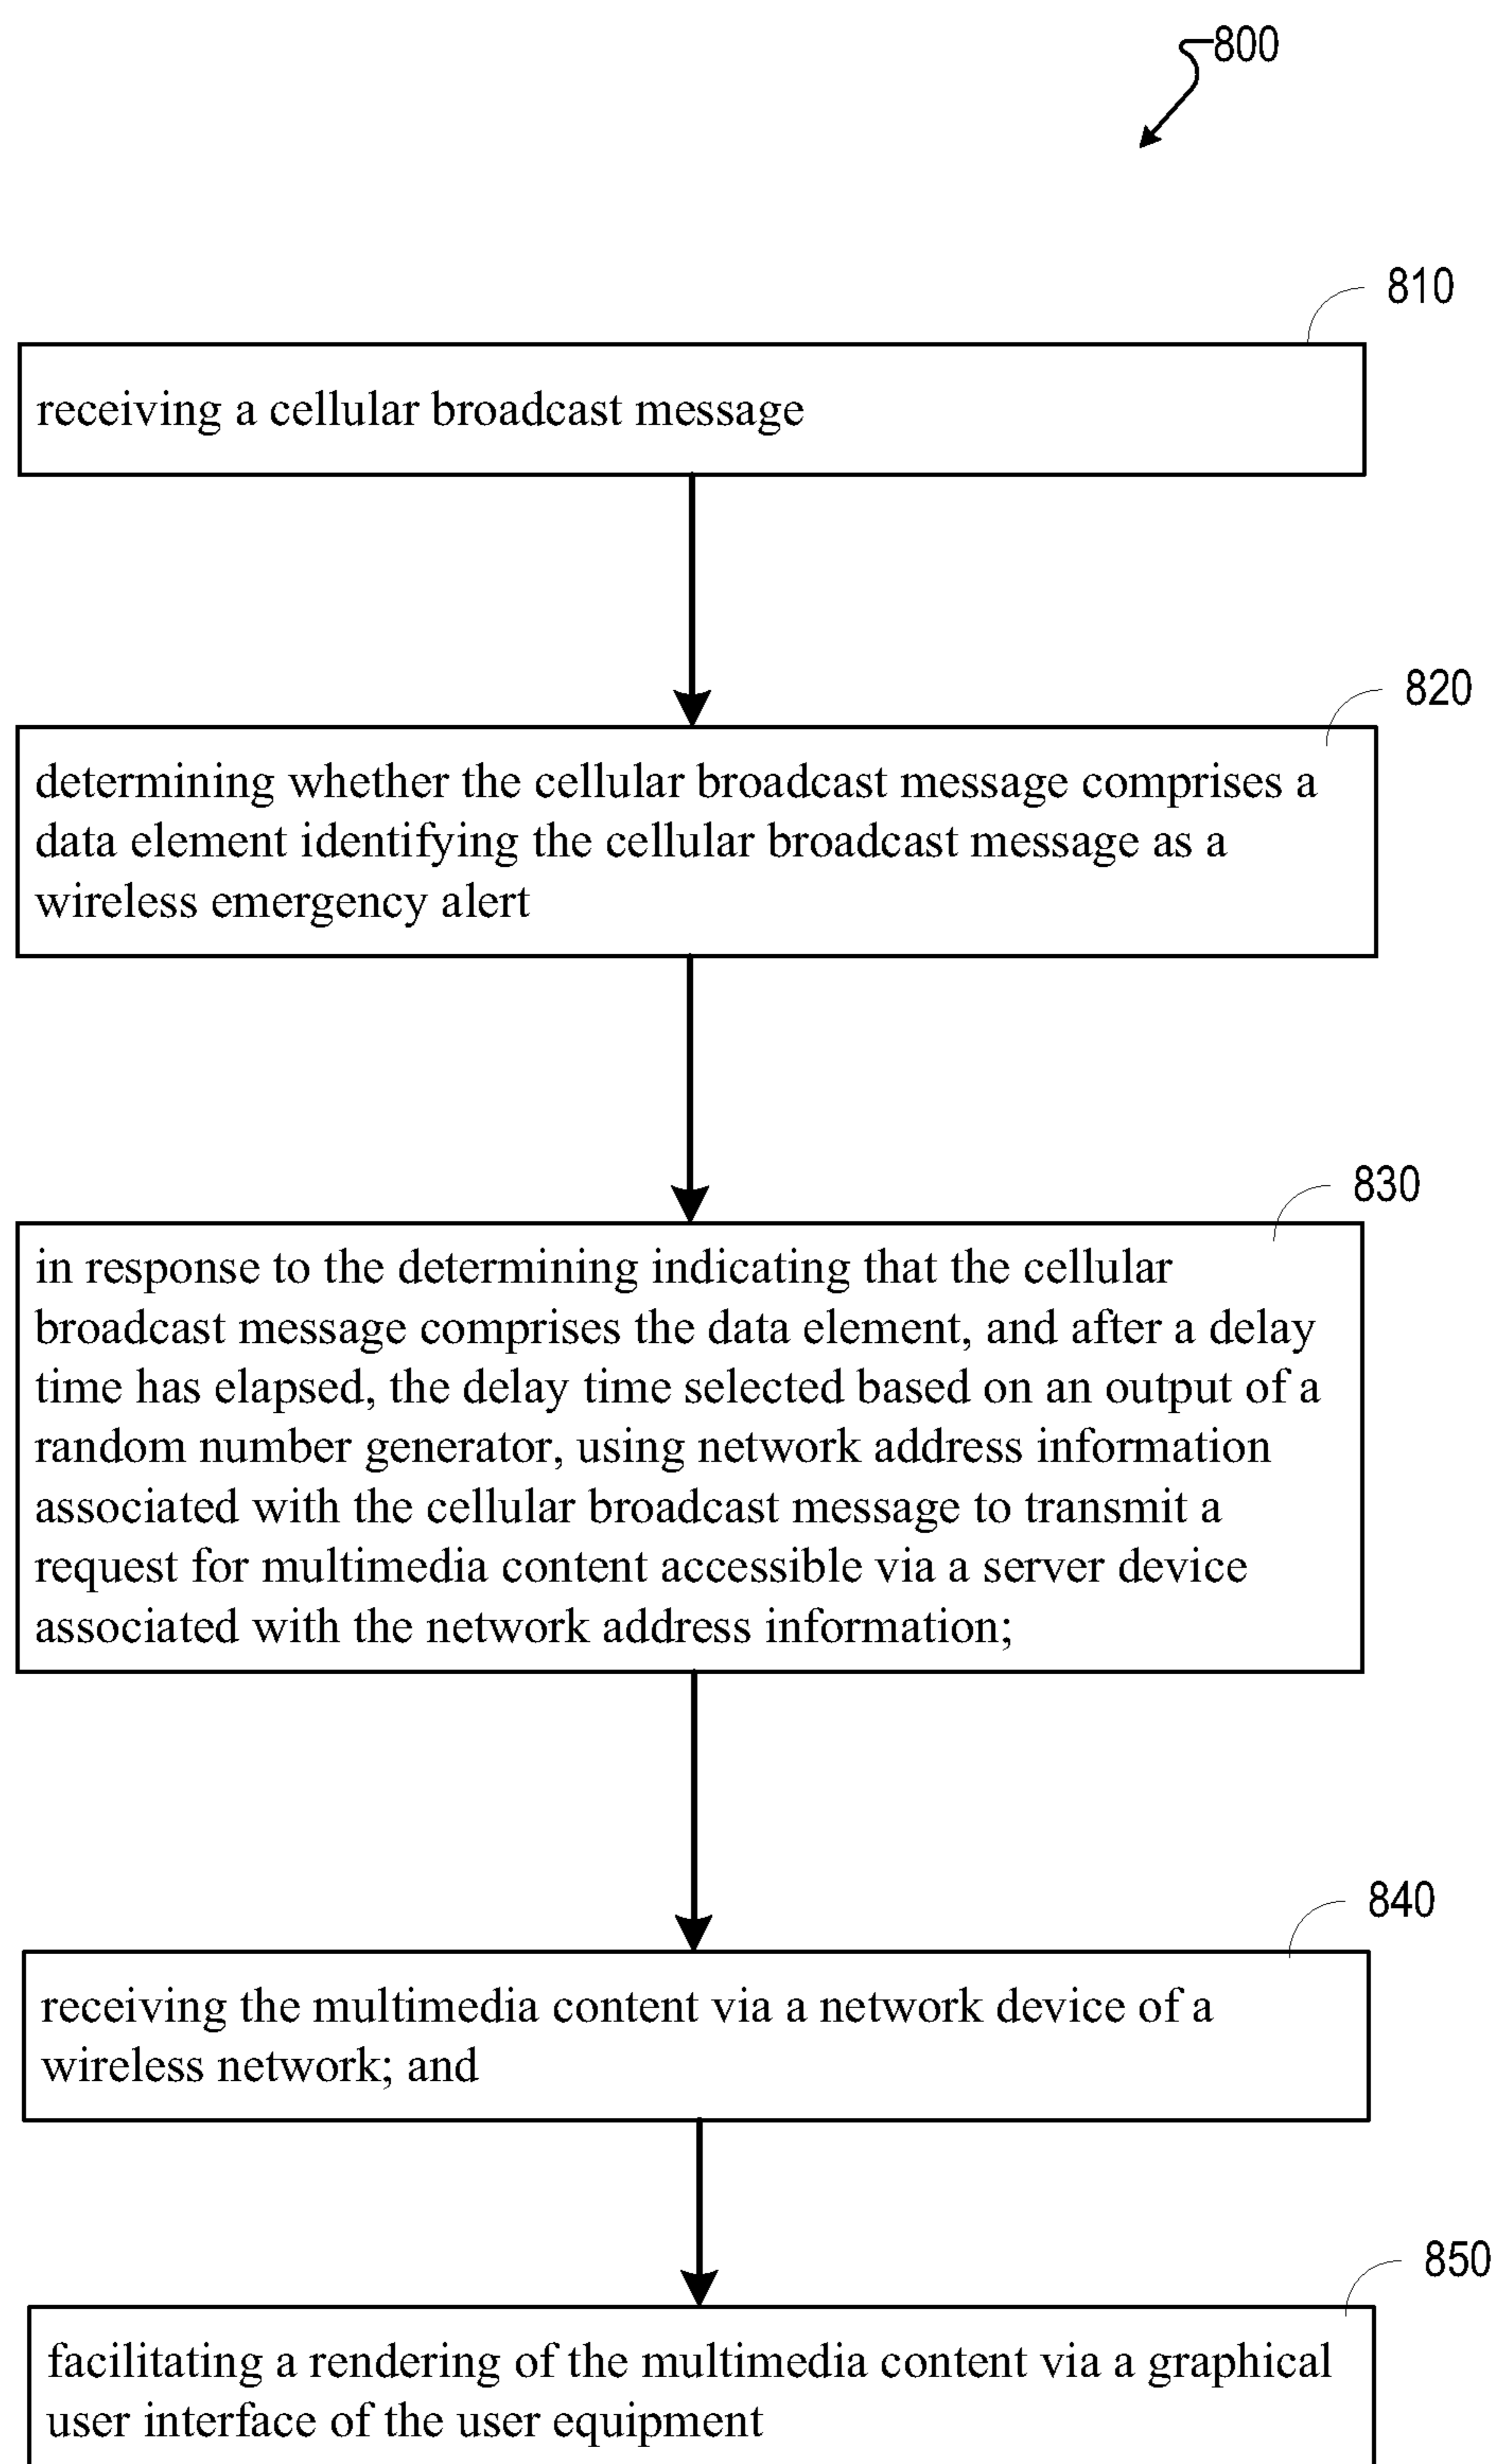 800
810
receiving a cellular broadcast message
820
determining whether the cellular broadcast message comprises a
data element identifying the cellular broadcast message as a
wireless emergency alert
830
in response to the determining indicating that the cellular
broadcast message comprises the data element, and after a delay
time has elapsed, the delay time selected based on an output of a
random number generator, using network address information
associated with the cellular broadcast message to transmit a
request for multimedia content accessible via a server device
associated with the network address information;
840
receiving the multimedia content via a network device of a
wireless network; and
850
facilitating a rendering of the multimedia content via a graphical
user interface of the user equipment